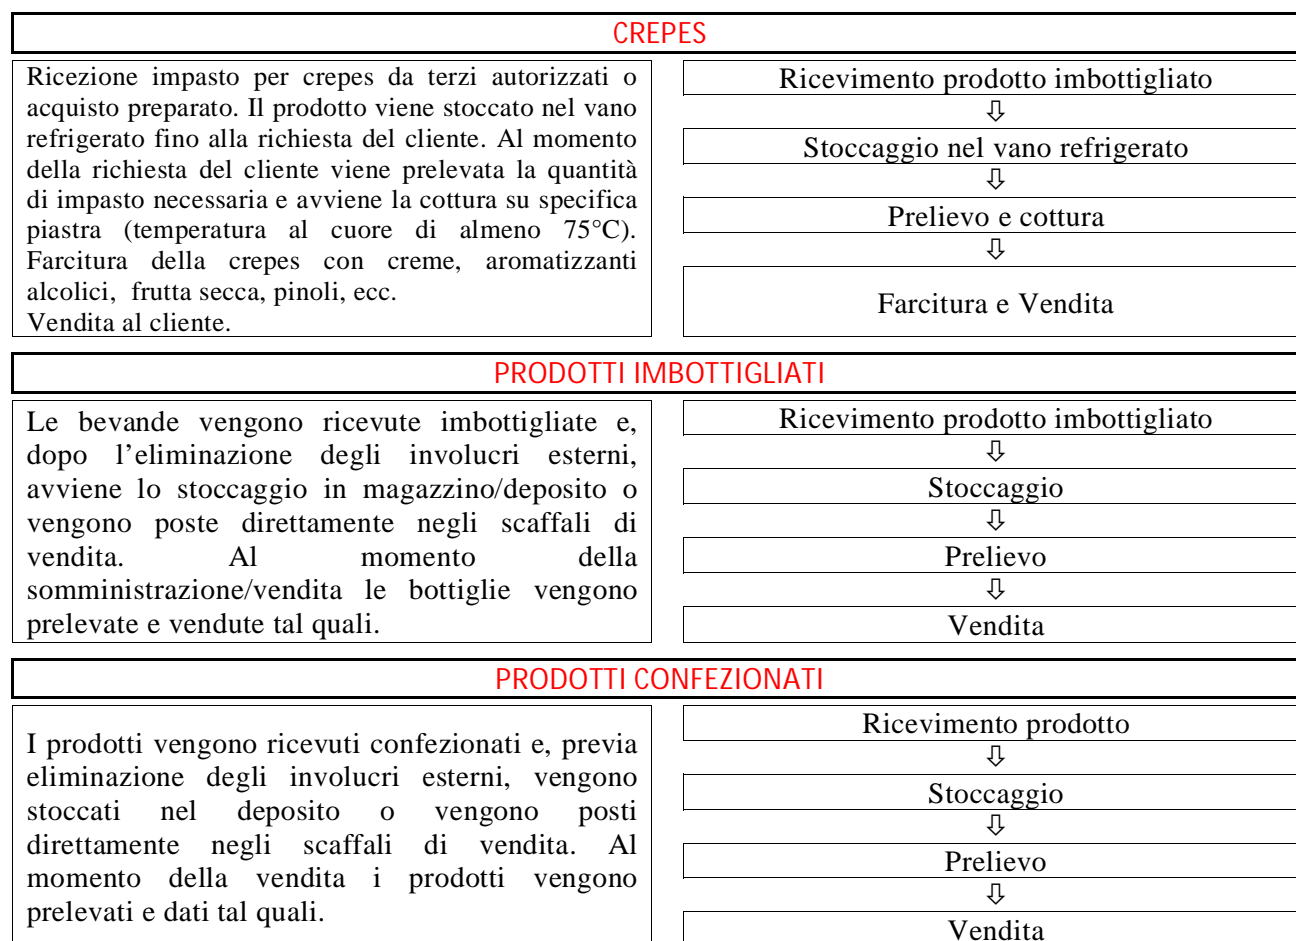 CREPES
Ricezione impasto per crepes da terzi autorizzati o
acquisto preparato. Il prodotto viene stoccato nel vano
refrigerato fino alla richiesta del cliente. Al momento
della richiesta del cliente viene prelevata la quantità
di impasto necessaria e avviene la cottura su specifica
piastra (temperatura al cuore di almeno 75°C).
Farcitura della crepes con creme, aromatizzanti
alcolici, frutta secca, pinoli, ecc.
Vendita al cliente.
Ricevimento prodotto imbottigliato
⇩
Stoccaggio nel vano refrigerato
⇩
Prelievo e cottura
⇩
Farcitura e Vendita
PRODOTTI IMBOTTIGLIATI
Le bevande vengono ricevute imbottigliate e,
dopo l’eliminazione degli involucri esterni,
avviene lo stoccaggio in magazzino/deposito o
vengono poste direttamente negli scaffali di
vendita. Al momento della
somministrazione/vendita le bottiglie vengono
prelevate e vendute tal quali.
Ricevimento prodotto imbottigliato
⇩
Stoccaggio
⇩
Prelievo
⇩
Vendita
PRODOTTI CONFEZIONATI
I prodotti vengono ricevuti confezionati e, previa
eliminazione degli involucri esterni, vengono
stoccati nel deposito o vengono posti
direttamente negli scaffali di vendita. Al
momento della vendita i prodotti vengono
prelevati e dati tal quali.
Ricevimento prodotto
⇩
Stoccaggio
⇩
Prelievo
⇩
Vendita